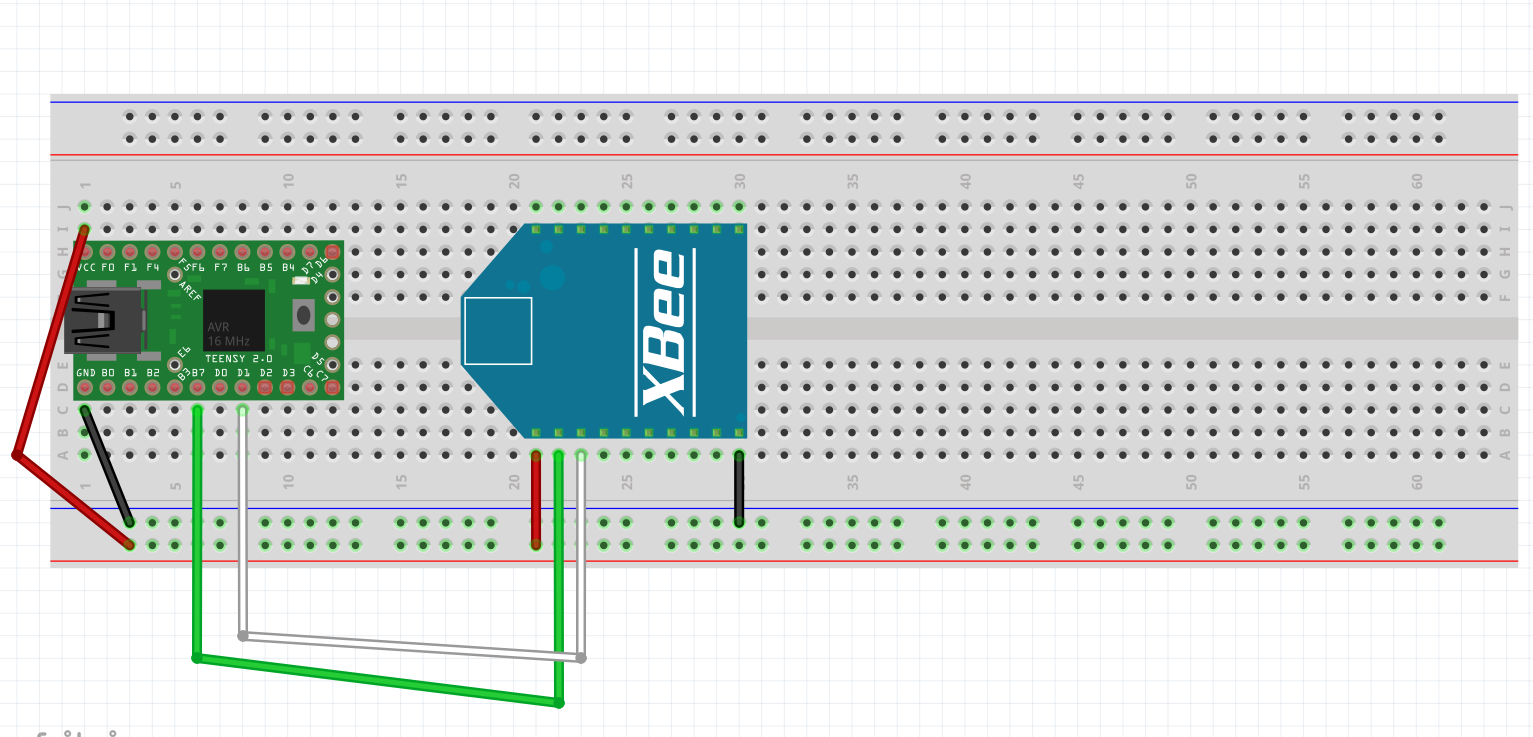 1 5 10 15 20 25 30 35 40 45 50 55 60
J J
I I
H H
G G
F
VCC F0 F1 F4 F5 F6 F7 B6 B5 B4 D7 D6
D4
AREF
AVR
16 MHz
TEENSY 2.0
E6
D5
GND B0 B1 B2 B3 B7 D0 D1 D2 D3 C6 C7
XBee
E E
D D
C C
B B
A A
1 5 10 15 20 25 30 35 40 45 50 55 60